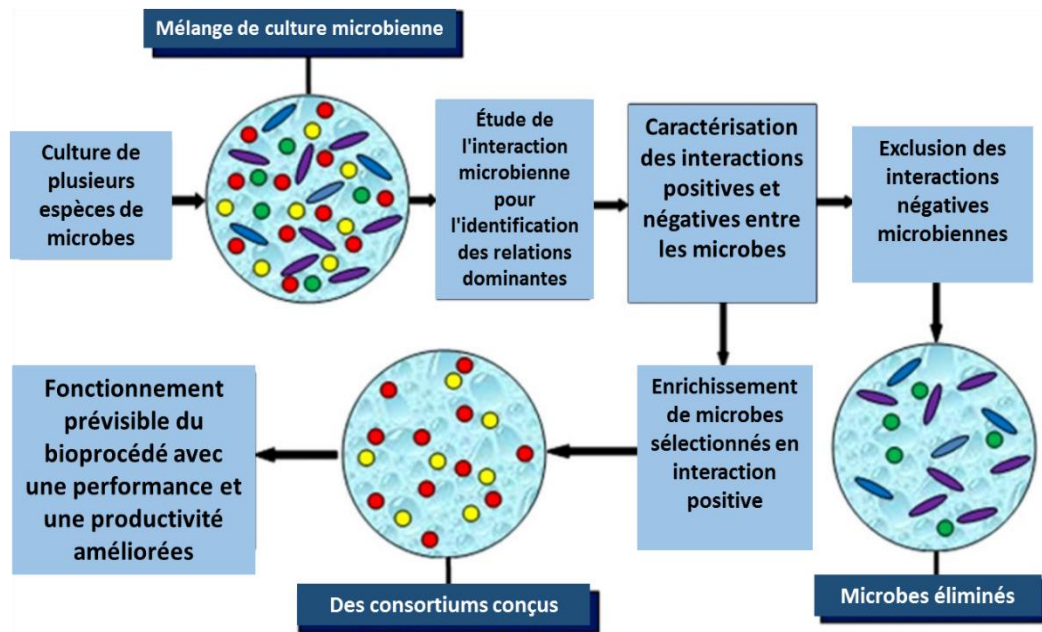 Mélange de culture microbienne
Culture de
plusieurs
espèces de
microbes
Étude de
l'interaction
microbienne
pour
l'identification
des relations
dominantes
Caractérisation
des interactions
positives et
négatives entre
les microbes
Exclusion des
interactions
négatives
microbiennes
Fonctionnement
prévisible du
bioprocédé avec
une performance et
une productivité
améliorées
Enrichissement
de microbes
sélectionnés en
interaction
positive
Des consortiums conçus
Microbes éliminés